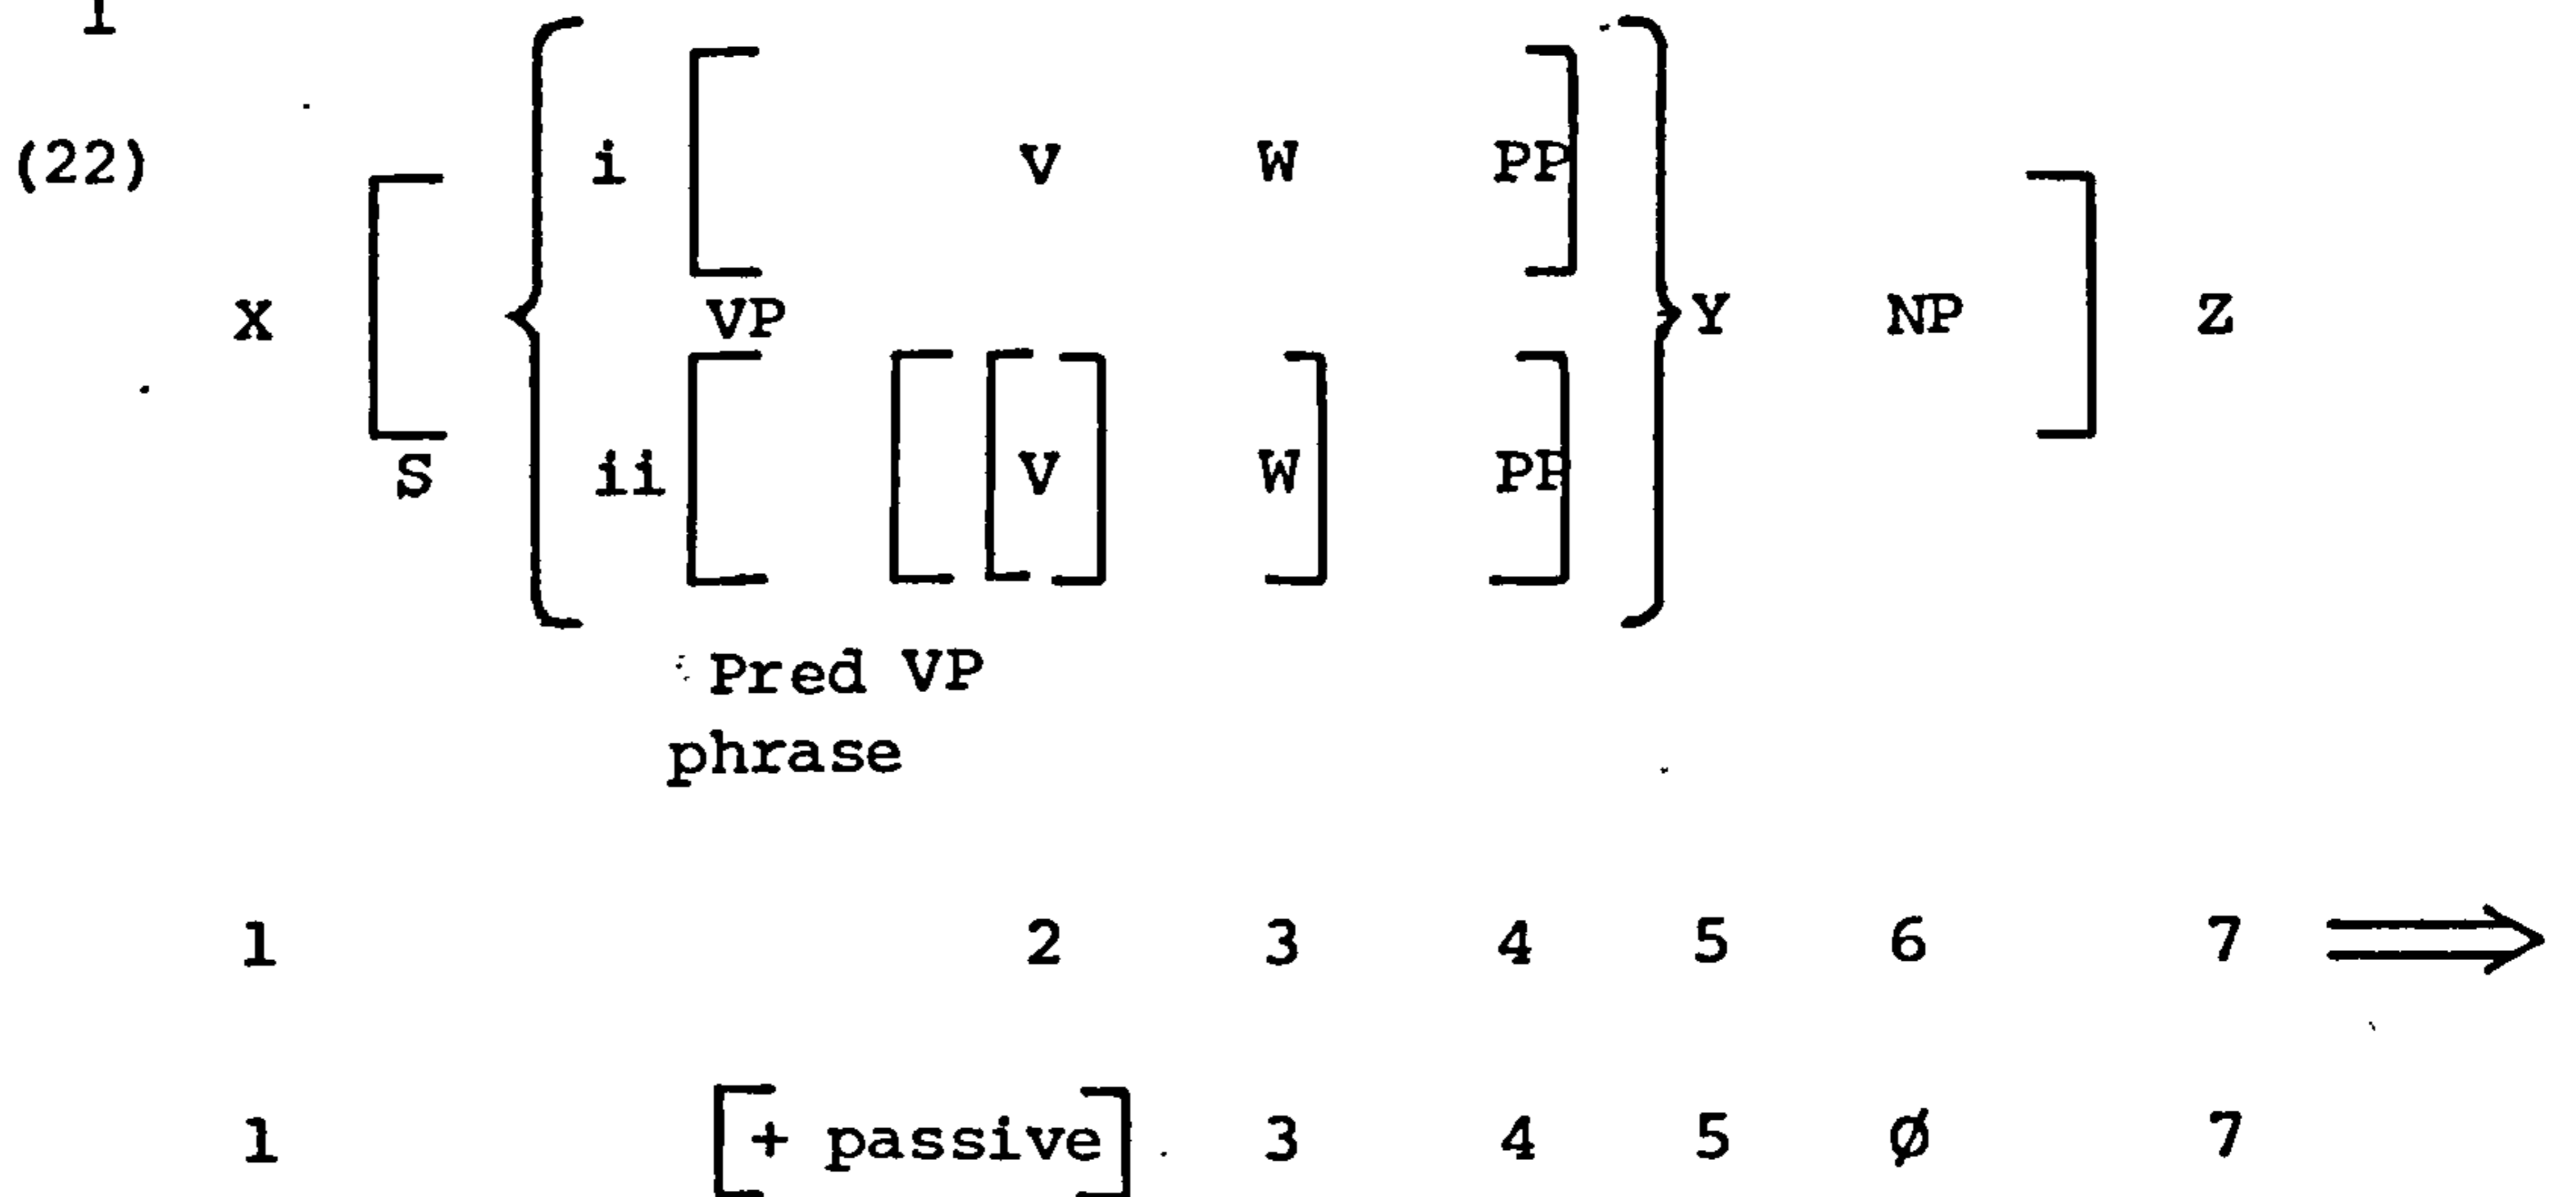 (22) i [ V W PP ]
X [ { VP } Y NP ] Z
S ii [ [ [ V ] W ] PP ]
Pred VP
phrase
1 2 3 4 5 6 7 ⟹
1 [+ passive] 3 4 5 ∅ 7